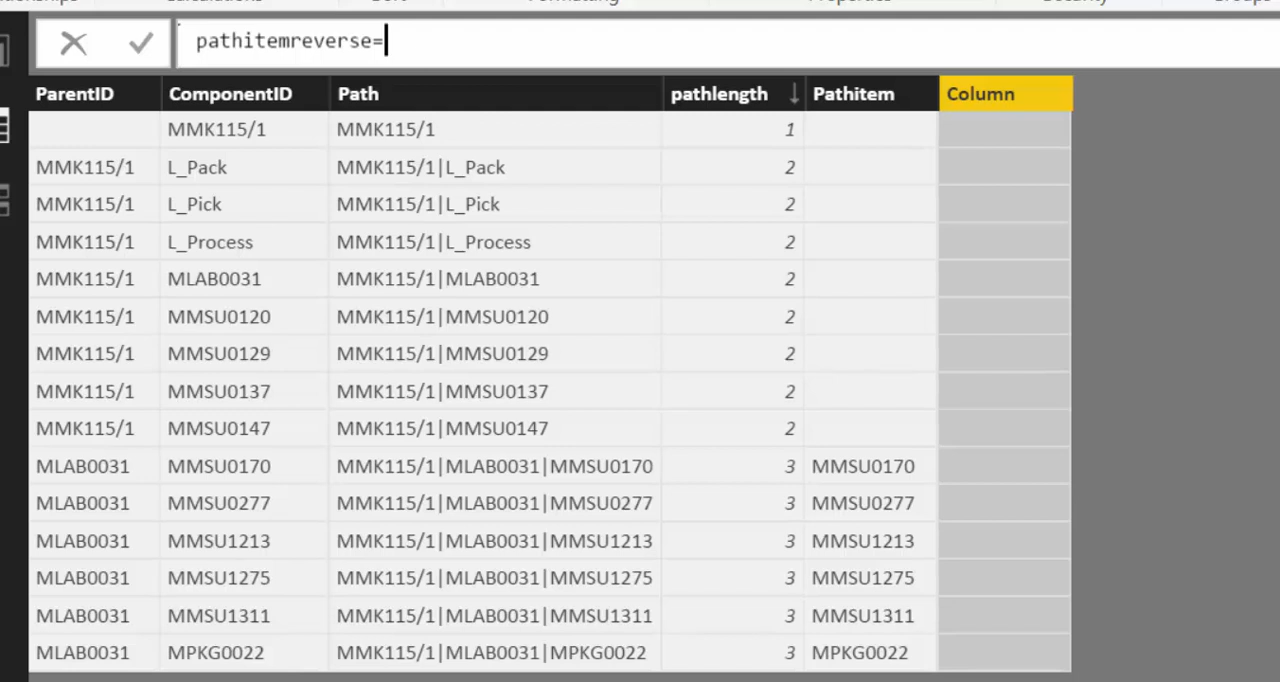 pathitemreverse=
ParentID ComponentID Path pathlength Pathitem Column
MMK115/1 MMK115/1 1
MMK115/1 L_Pack MMK115/1|L_Pack 2
MMK115/1 L_Pick MMK115/1|L_Pick 2
MMK115/1 L_Process MMK115/1|L_Process 2
MMK115/1 MLAB0031 MMK115/1|MLAB0031 2
MMK115/1 MMSU0120 MMK115/1|MMSU0120 2
MMK115/1 MMSU0129 MMK115/1|MMSU0129 2
MMK115/1 MMSU0137 MMK115/1|MMSU0137 2
MMK115/1 MMSU0147 MMK115/1|MMSU0147 2
MLAB0031 MMSU0170 MMK115/1|MLAB0031|MMSU0170 3 MMSU0170
MLAB0031 MMSU0277 MMK115/1|MLAB0031|MMSU0277 3 MMSU0277
MLAB0031 MMSU1213 MMK115/1|MLAB0031|MMSU1213 3 MMSU1213
MLAB0031 MMSU1275 MMK115/1|MLAB0031|MMSU1275 3 MMSU1275
MLAB0031 MMSU1311 MMK115/1|MLAB0031|MMSU1311 3 MMSU1311
MLAB0031 MPKG0022 MMK115/1|MLAB0031|MPKG0022 3 MPKG0022